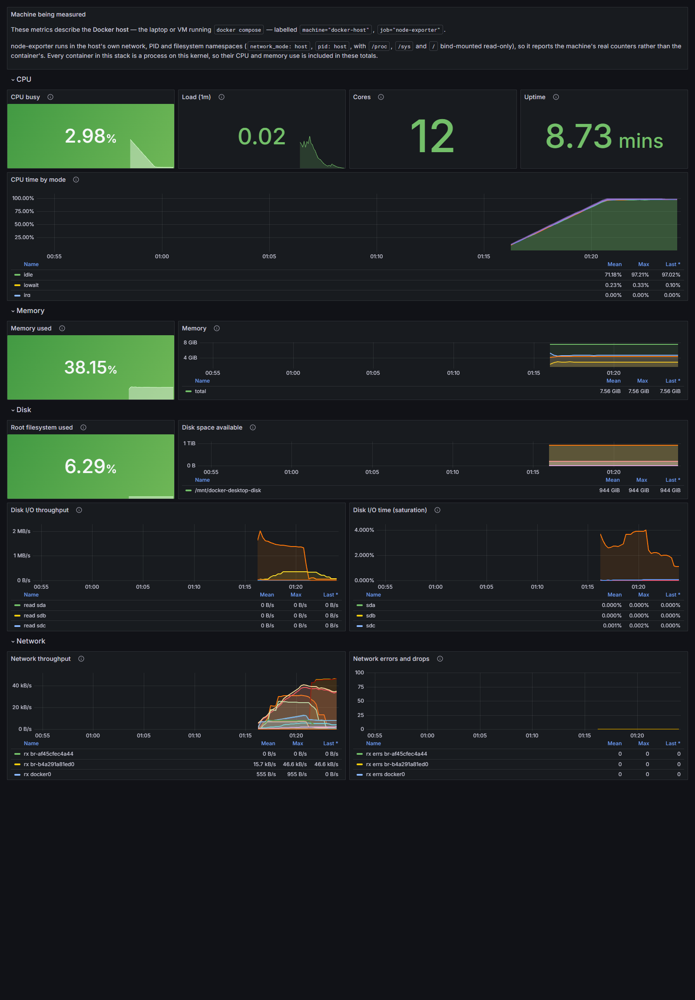 Machine being measured
These metrics describe the Docker host — the laptop or VM running docker compose — labelled machine="docker-host", job="node-exporter".
node-exporter runs in the host's own network, PID and filesystem namespaces (network_mode: host, pid: host, with /proc, /sys and / bind-mounted read-only), so it reports the machine's real counters rather than the
container's. Every container in this stack is a process on this kernel, so their CPU and memory use is included in these totals.
CPU
CPU busy
2.98%
Load (1m)
0.02
Cores
12
Uptime
8.73 mins
CPU time by mode
100.00%
75.00%
50.00%
25.00%
00:55 01:00 01:05 01:10 01:15 01:20
Name Mean Max Last *
idle 71.18% 97.21% 97.02%
iowait 0.23% 0.33% 0.10%
irq 0.00% 0.00% 0.00%
Memory
Memory used
38.15%
Memory
8 GiB
4 GiB
00:55 01:00 01:05 01:10 01:15 01:20
Name Mean Max Last *
total 7.56 GiB 7.56 GiB 7.56 GiB
Disk
Root filesystem used
6.29%
Disk space available
1 TiB
0 B
00:55 01:00 01:05 01:10 01:15 01:20
Name Mean Max Last *
/mnt/docker-desktop-disk 944 GiB 944 GiB 944 GiB
Disk I/O throughput
2 MB/s
1 MB/s
0 B/s
00:55 01:00 01:05 01:10 01:15 01:20
Name Mean Max Last *
read sda 0 B/s 0 B/s 0 B/s
read sdb 0 B/s 0 B/s 0 B/s
read sdc 0 B/s 0 B/s 0 B/s
Disk I/O time (saturation)
4.000%
2.000%
0.000%
00:55 01:00 01:05 01:10 01:15 01:20
Name Mean Max Last *
sda 0.000% 0.000% 0.000%
sdb 0.000% 0.000% 0.000%
sdc 0.001% 0.002% 0.000%
Network
Network throughput
40 kB/s
20 kB/s
0 B/s
00:55 01:00 01:05 01:10 01:15 01:20
Name Mean Max Last *
rx br-af45cfec4a44 0 B/s 0 B/s 0 B/s
rx br-b4a291a81ed0 15.7 kB/s 46.6 kB/s 46.6 kB/s
rx docker0 555 B/s 955 B/s 0 B/s
Network errors and drops
100
75
50
25
0
00:55 01:00 01:05 01:10 01:15 01:20
Name Mean Max Last *
rx errs br-af45cfec4a44 0 0 0
rx errs br-b4a291a81ed0 0 0 0
rx errs docker0 0 0 0